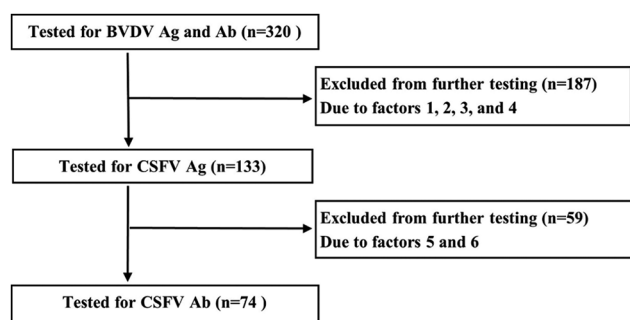 Tested for BVDV Ag and Ab (n=320 )
Excluded from further testing (n=187)
Due to factors 1, 2, 3, and 4
Tested for CSFV Ag (n=133)
Excluded from further testing (n=59)
Due to factors 5 and 6
Tested for CSFV Ab (n=74 )